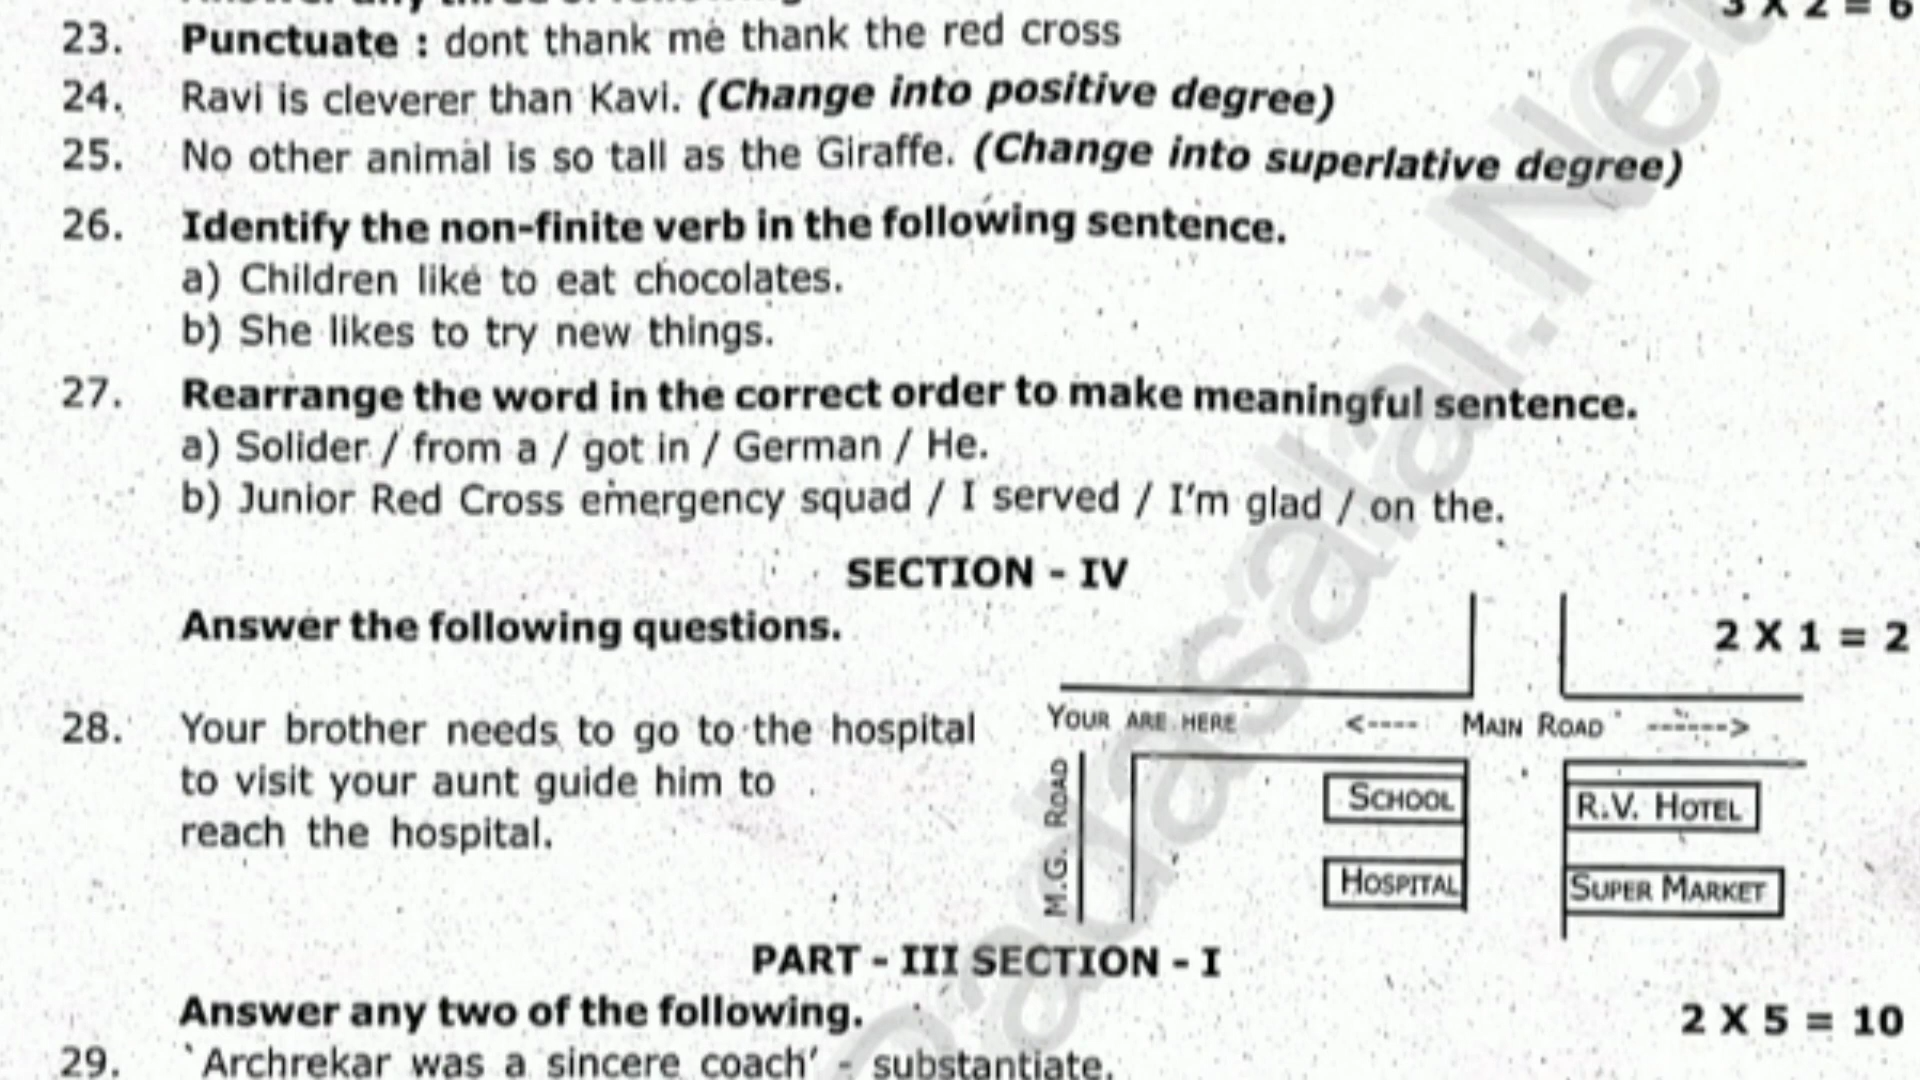 3 X 2 = 6
23. Punctuate : dont thank me thank the red cross
24. Ravi is cleverer than Kavi. (Change into positive degree)
25. No other animal is so tall as the Giraffe. (Change into superlative degree)
26. Identify the non-finite verb in the following sentence.
a) Children like to eat chocolates.
b) She likes to try new things.
27. Rearrange the word in the correct order to make meaningful sentence.
a) Solider / from a / got in / German / He.
b) Junior Red Cross emergency squad / I served / I'm glad / on the.
SECTION - IV
Answer the following questions. 2 X 1 = 2
28. Your brother needs to go to the hospital
to visit your aunt guide him to
reach the hospital.
YOUR ARE HERE <---- MAIN ROAD ------>
M.G. ROAD
SCHOOL R.V. HOTEL
HOSPITAL SUPER MARKET
PART - III SECTION - I
Answer any two of the following. 2 X 5 = 10
29. `Archrekar was a sincere coach' - substantiate.
Padasalai.Net